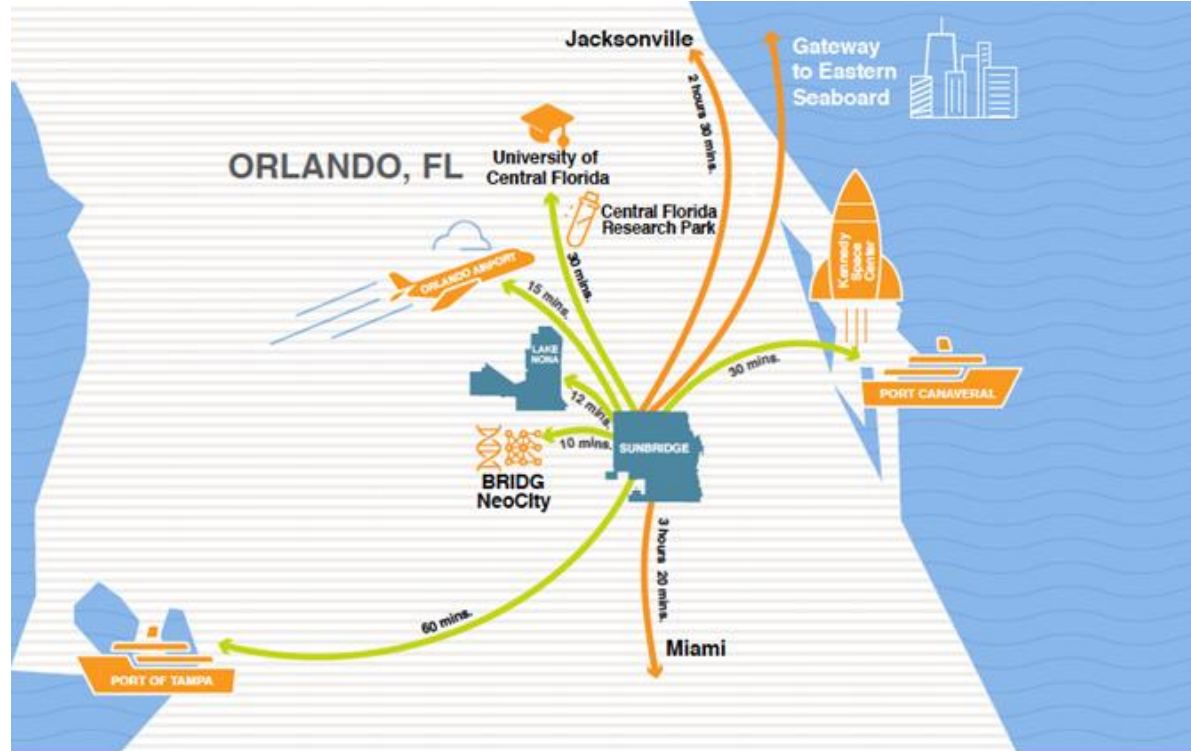 Jacksonville
Gateway
to Eastern
Seaboard
2 hours 30 mins.
ORLANDO, FL
University of
Central Florida
Central Florida
Research Park
30 mins.
Kennedy
Space
Center
ORLANDO AIRPORT
15 mins.
LAKE
NONA
12 mins.
30 mins.
PORT CANAVERAL
10 mins.
SUNBRIDGE
BRIDG
NeoCity
3 hours 20 mins.
60 mins.
Miami
PORT OF TAMPA